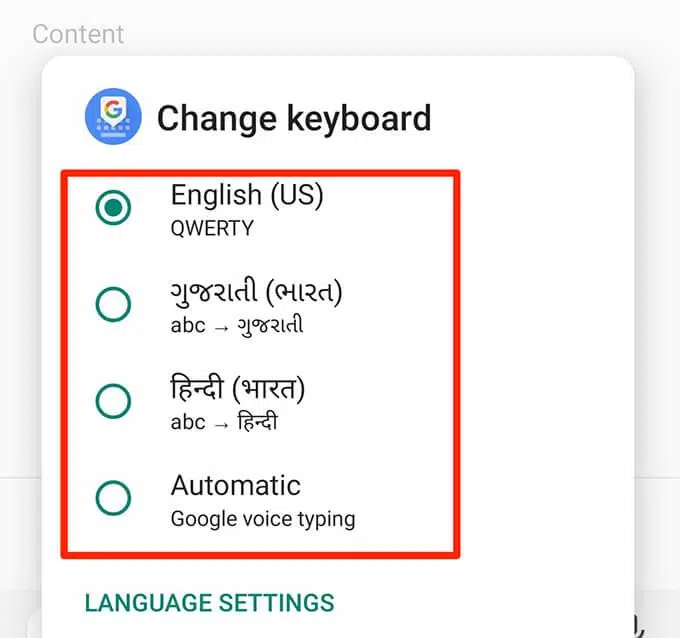 Content
Change keyboard
English (US)
QWERTY
ગુજરાતી (ભારત)
abc → ગુજરાતી
हिन्दी (भारत)
abc → हिन्दी
Automatic
Google voice typing
LANGUAGE SETTINGS